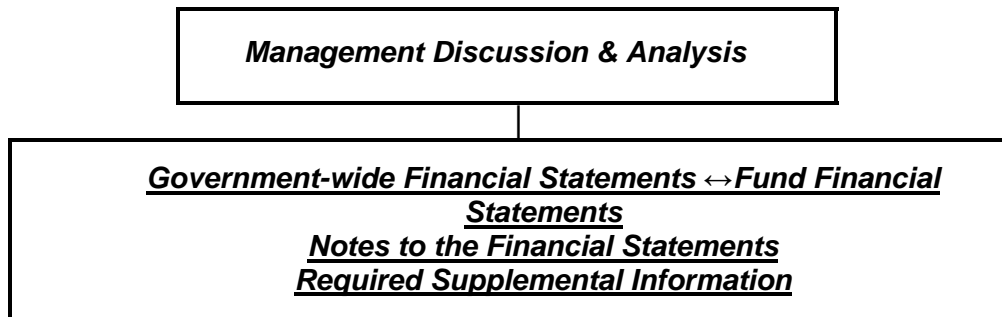 Management Discussion & Analysis
Government-wide Financial Statements ↔Fund Financial
Statements
Notes to the Financial Statements
Required Supplemental Information